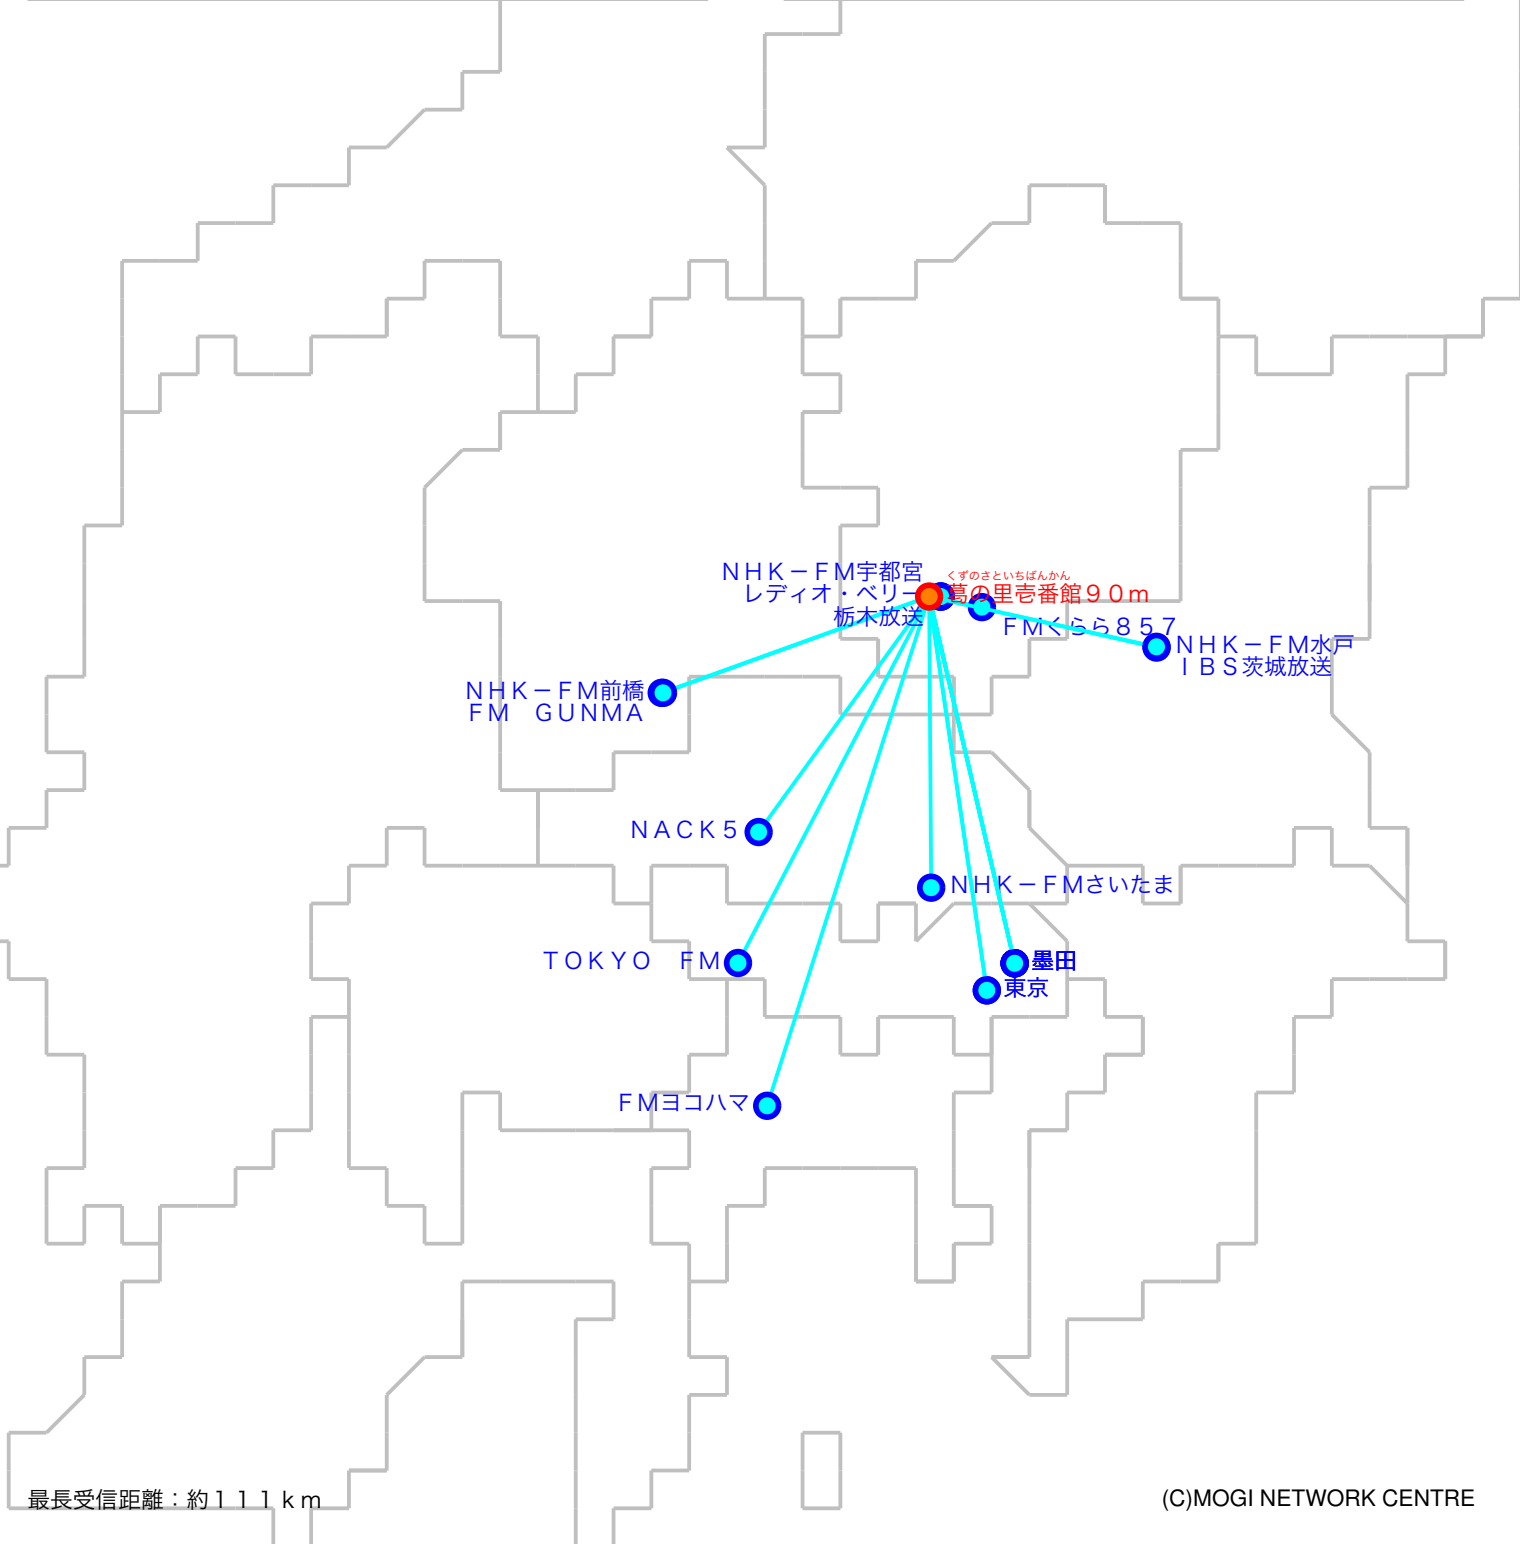 ＮＨＫ－ＦＭ宇都宮
レディオ・ベリー
栃木放送
くずのさといちばんかん
葛の里壱番館９０ｍ
ＦＭくらら８５７
ＮＨＫ－ＦＭ水戸
ＩＢＳ茨城放送
ＮＨＫ－ＦＭ前橋
ＦＭ　ＧＵＮＭＡ
ＮＡＣＫ５
ＮＨＫ－ＦＭさいたま
ＴＯＫＹＯ　ＦＭ
墨田
東京
ＦＭヨコハマ
最長受信距離：約１１１ｋｍ
(C)MOGI NETWORK CENTRE